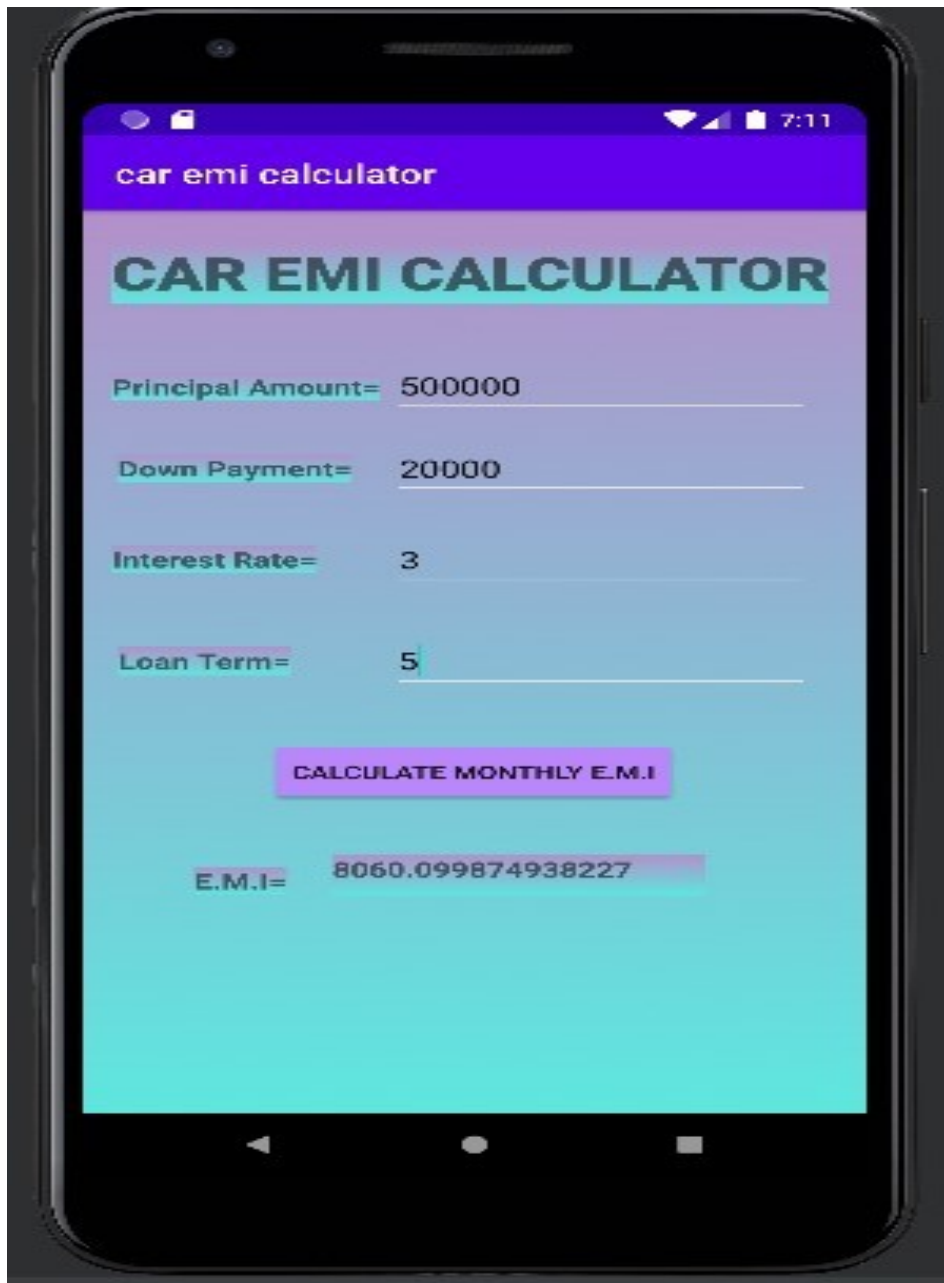 7:11
car emi calculator
CAR EMI CALCULATOR
Principal Amount= 500000
Down Payment= 20000
Interest Rate= 3
Loan Term= 5
CALCULATE MONTHLY E.M.I
E.M.I= 8060.099874938227